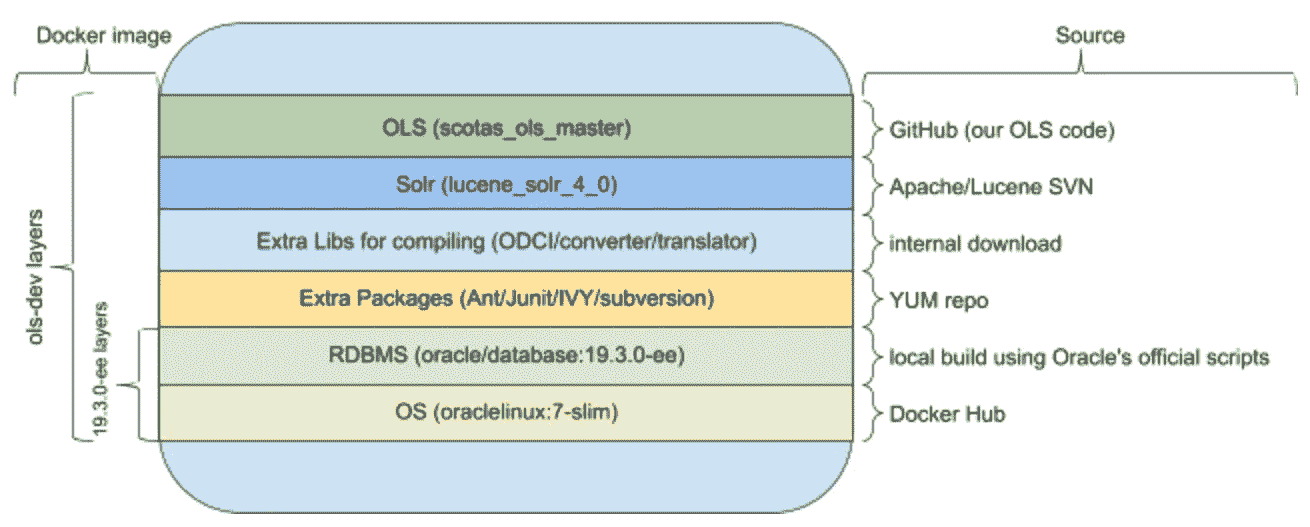 Docker image
Source
OLS (scotas_ols_master)
GitHub (our OLS code)
Solr (lucene_solr_4_0)
Apache/Lucene SVN
Extra Libs for compiling (ODCI/converter/translator)
internal download
Extra Packages (Ant/Junit/IVY/subversion)
YUM repo
RDBMS (oracle/database:19.3.0-ee)
local build using Oracle's official scripts
OS (oraclelinux:7-slim)
Docker Hub
ols-dev layers
19.3.0-ee layers